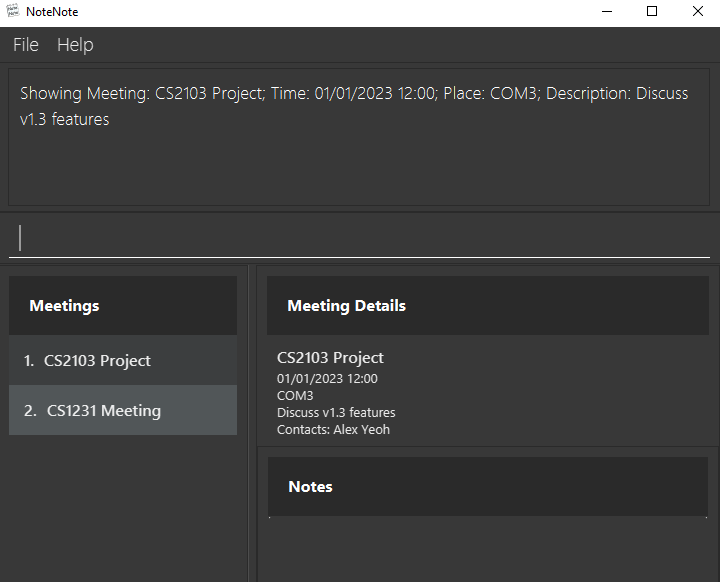 NoteNote
File Help
Showing Meeting: CS2103 Project; Time: 01/01/2023 12:00; Place: COM3; Description: Discuss
v1.3 features
Meetings
1. CS2103 Project
2. CS1231 Meeting
Meeting Details
CS2103 Project
01/01/2023 12:00
COM3
Discuss v1.3 features
Contacts: Alex Yeoh
Notes